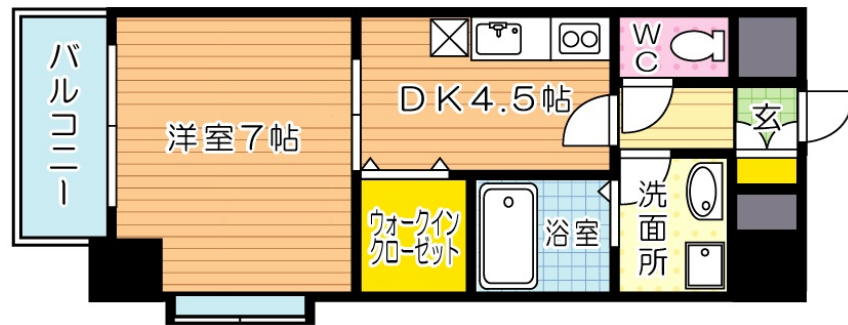 バルコニー
洋室7帖
DK4.5帖
WC
玄
ウォークイン
クローゼット
浴室
洗面所